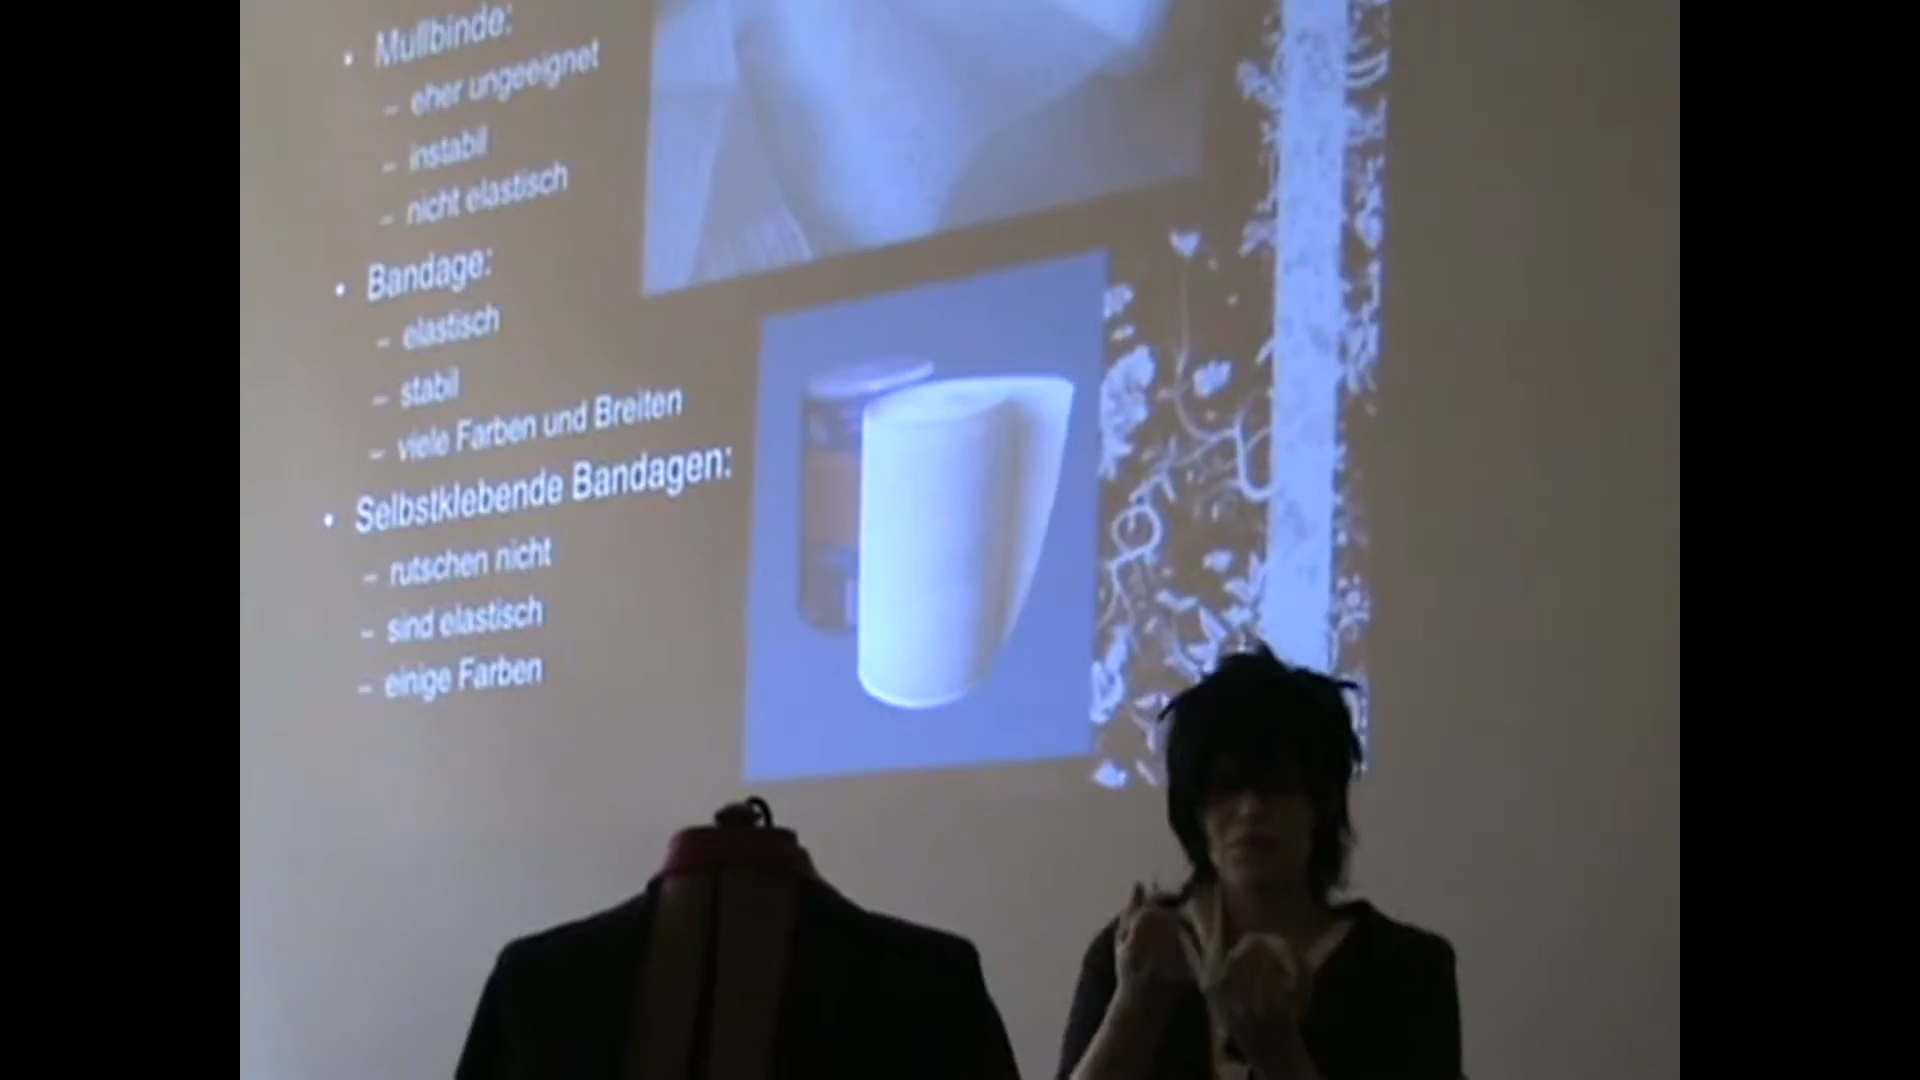 • Mullbinde:
– eher ungeeignet
– instabil
– nicht elastisch
• Bandage:
– elastisch
– stabil
– viele Farben und Breiten
• Selbstklebende Bandagen:
– rutschen nicht
– sind elastisch
– einige Farben